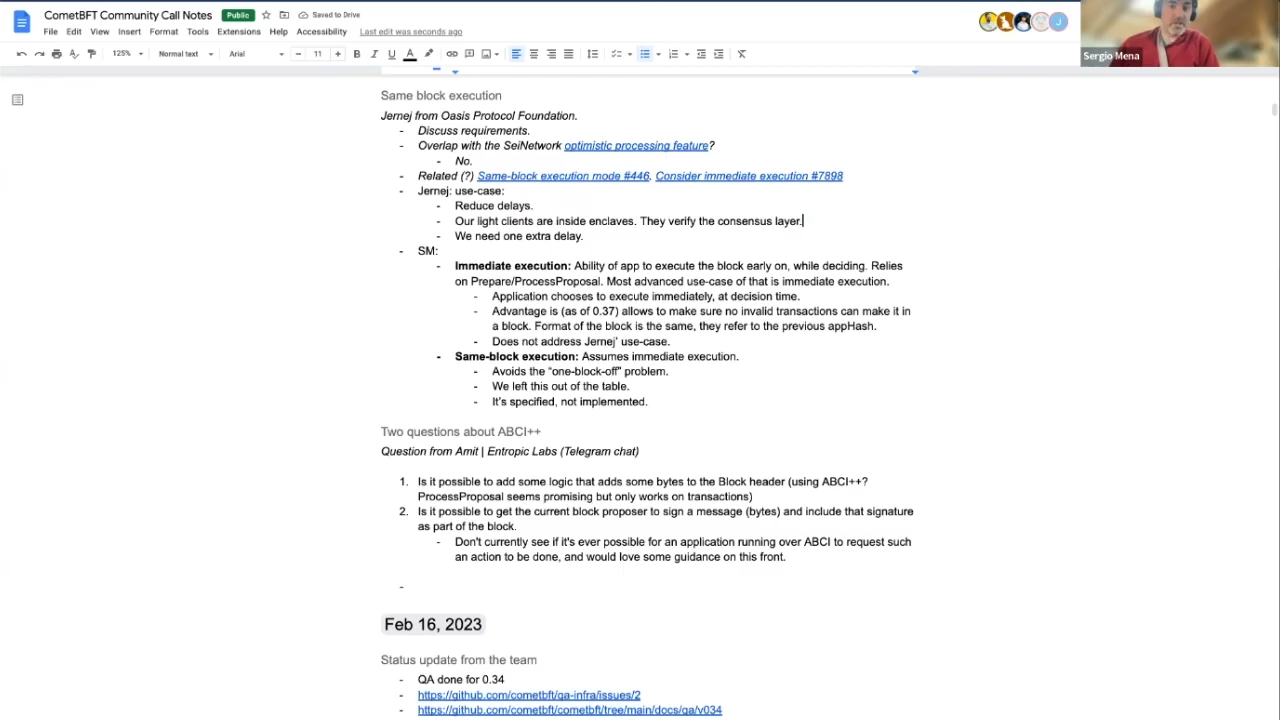 CometBFT Community Call Notes Public Saved to Drive
File Edit View Insert Format Tools Extensions Help Accessibility Last edit was seconds ago
125% Normal text Arial - 11 + B I U A
Sergio Mena
Same block execution
Jernej from Oasis Protocol Foundation.
- Discuss requirements.
- Overlap with the SeiNetwork optimistic processing feature?
- No.
- Related (?) Same-block execution mode #446. Consider immediate execution #7898
- Jernej: use-case:
- Reduce delays.
- Our light clients are inside enclaves. They verify the consensus layer.
- We need one extra delay.
- SM:
- Immediate execution: Ability of app to execute the block early on, while deciding. Relies
on Prepare/ProcessProposal. Most advanced use-case of that is immediate execution.
- Application chooses to execute immediately, at decision time.
- Advantage is (as of 0.37) allows to make sure no invalid transactions can make it in
a block. Format of the block is the same, they refer to the previous appHash.
- Does not address Jernej' use-case.
- Same-block execution: Assumes immediate execution.
- Avoids the “one-block-off” problem.
- We left this out of the table.
- It's specified, not implemented.
Two questions about ABCI++
Question from Amit | Entropic Labs (Telegram chat)
1. Is it possible to add some logic that adds some bytes to the Block header (using ABCI++?
ProcessProposal seems promising but only works on transactions)
2. Is it possible to get the current block proposer to sign a message (bytes) and include that signature
as part of the block.
- Don't currently see if it's ever possible for an application running over ABCI to request such
an action to be done, and would love some guidance on this front.
-
Feb 16, 2023
Status update from the team
- QA done for 0.34
- https://github.com/cometbft/qa-infra/issues/2
- https://github.com/cometbft/cometbft/tree/main/docs/qa/v034